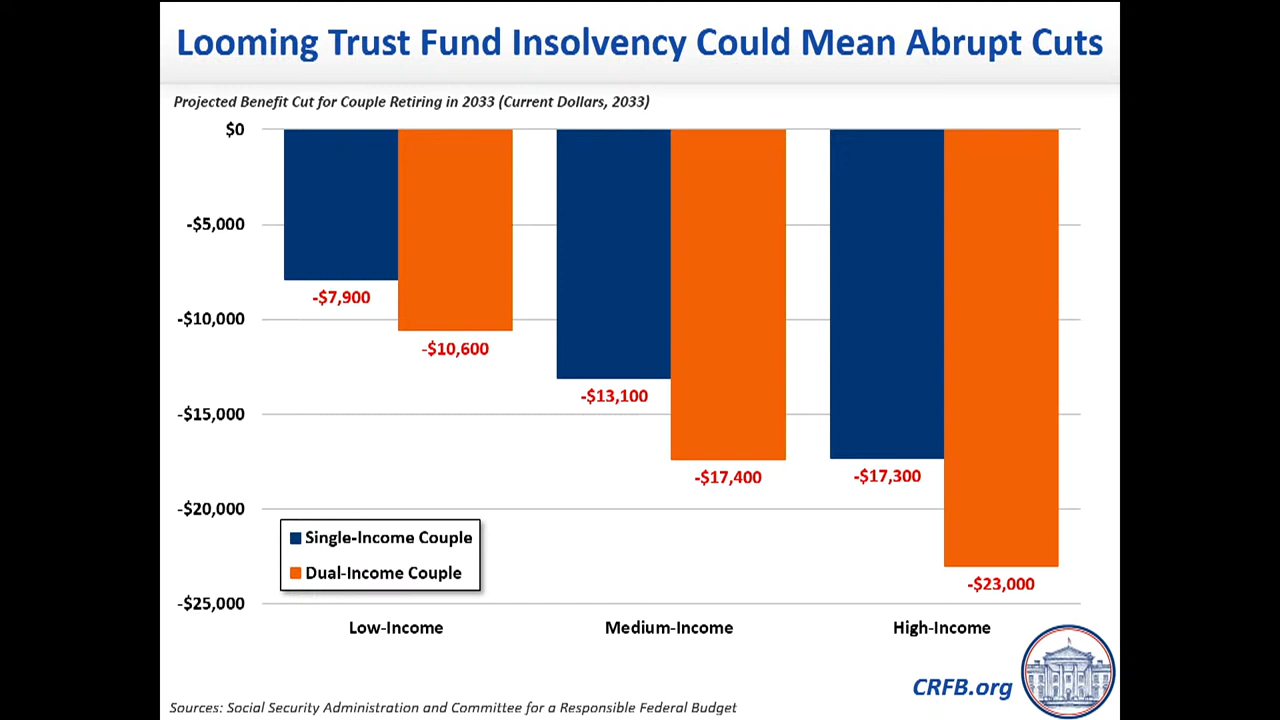 Looming Trust Fund Insolvency Could Mean Abrupt Cuts
Projected Benefit Cut for Couple Retiring in 2033 (Current Dollars, 2033)
$0
-$5,000
-$7,900
-$10,000
-$10,600
-$13,100
-$15,000
-$17,400
-$17,300
-$20,000
Single-Income Couple
Dual-Income Couple
-$23,000
-$25,000
Low-Income
Medium-Income
High-Income
CRFB.org
Sources: Social Security Administration and Committee for a Responsible Federal Budget